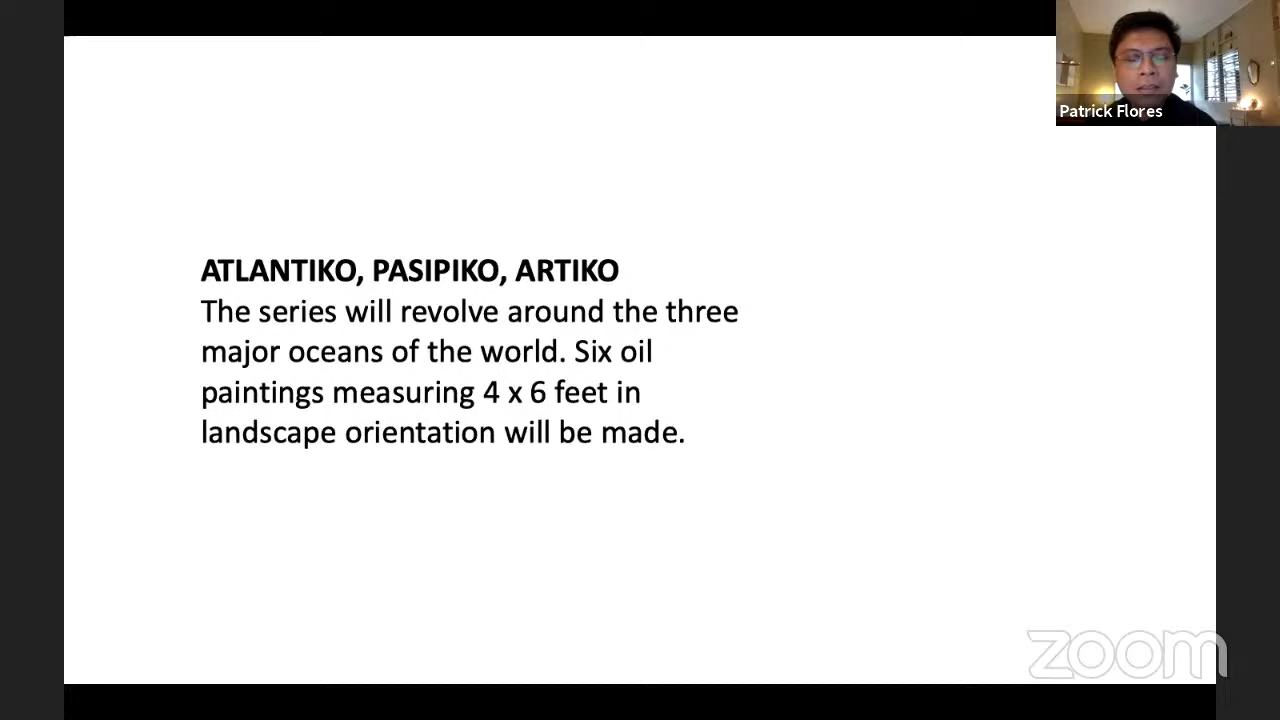 Patrick Flores
ATLANTIKO, PASIPIKO, ARTIKO
The series will revolve around the three
major oceans of the world. Six oil
paintings measuring 4 x 6 feet in
landscape orientation will be made.
zoom